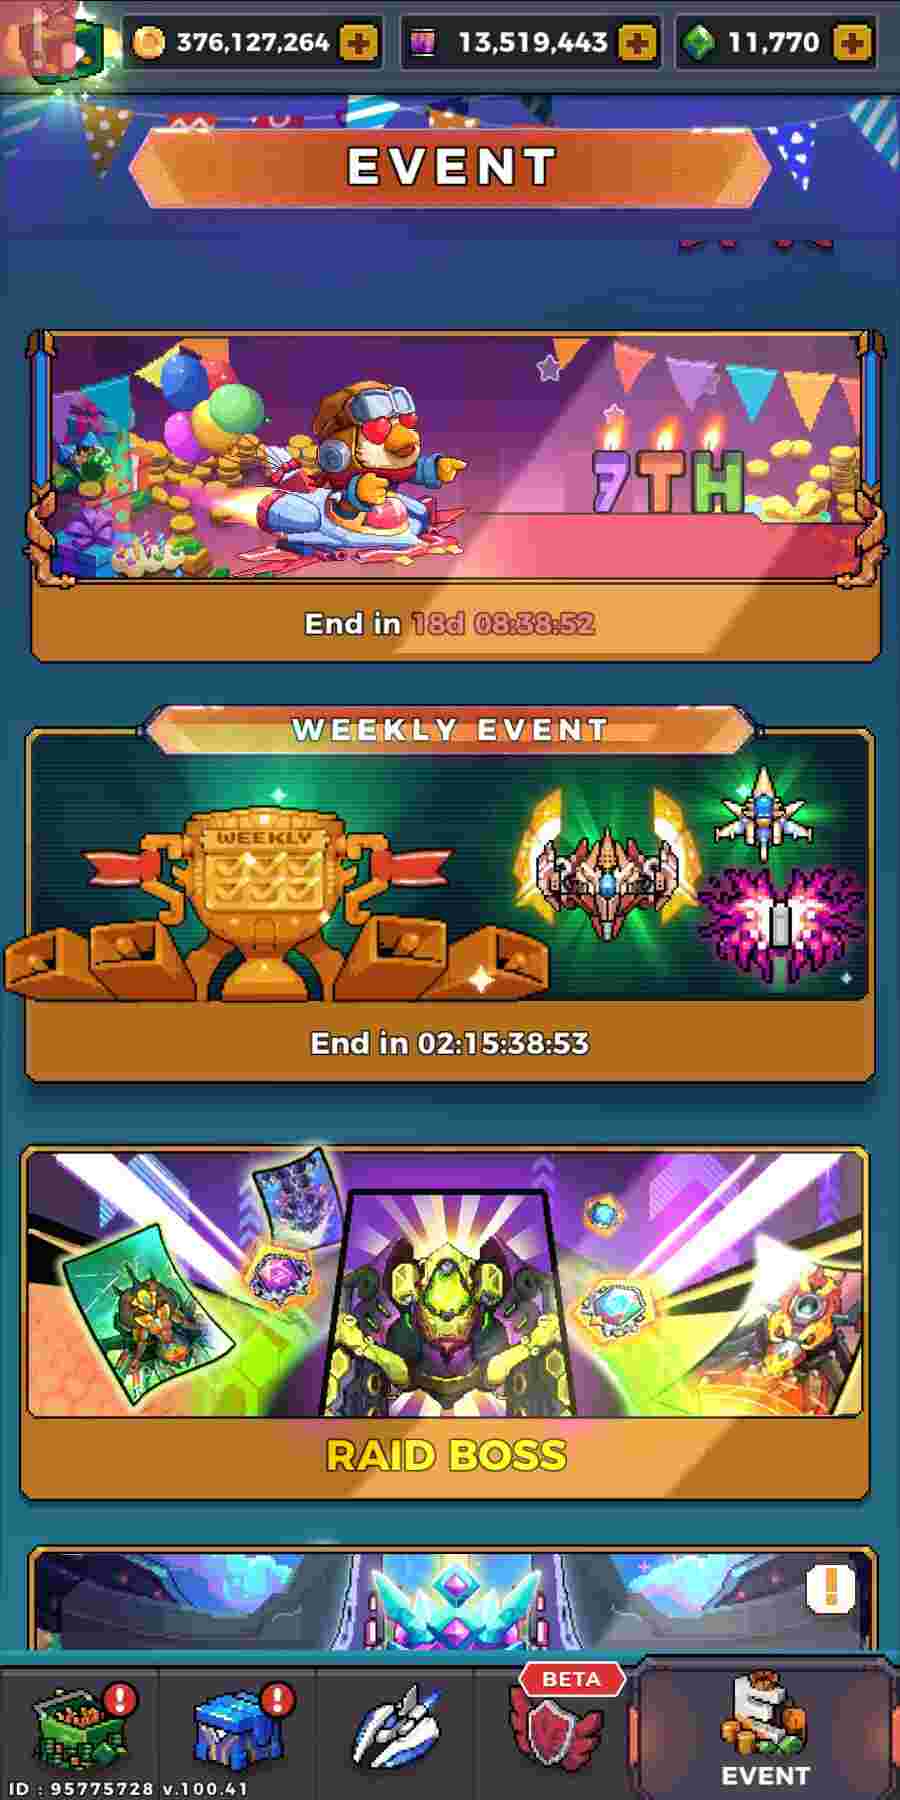 376,127,264
13,519,443
11,770
EVENT
7TH
End in 18d 08:38:52
WEEKLY EVENT
WEEKLY
End in 02:15:38:53
RAID BOSS
BETA
EVENT
ID : 95775728 v.100.41